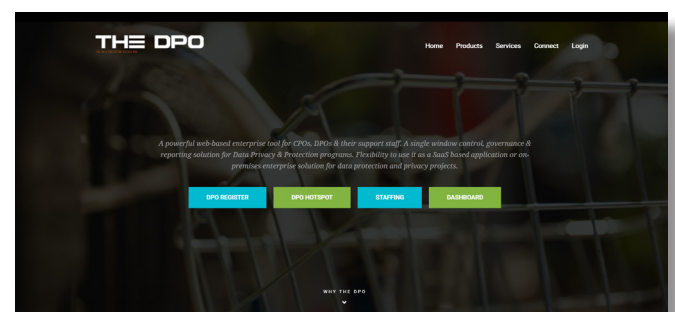 THE DPO
Home Products Services Connect Login
A powerful web-based enterprise tool for CPOs, DPOs & their support staff. A single window control, governance &
reporting solution for Data Privacy & Protection programs. Flexibility to use it as a SaaS based application or on-
premises enterprise solution for data protection and privacy projects.
DPO REGISTER DPO HOTSPOT STAFFING DASHBOARD
WHY THE DPO